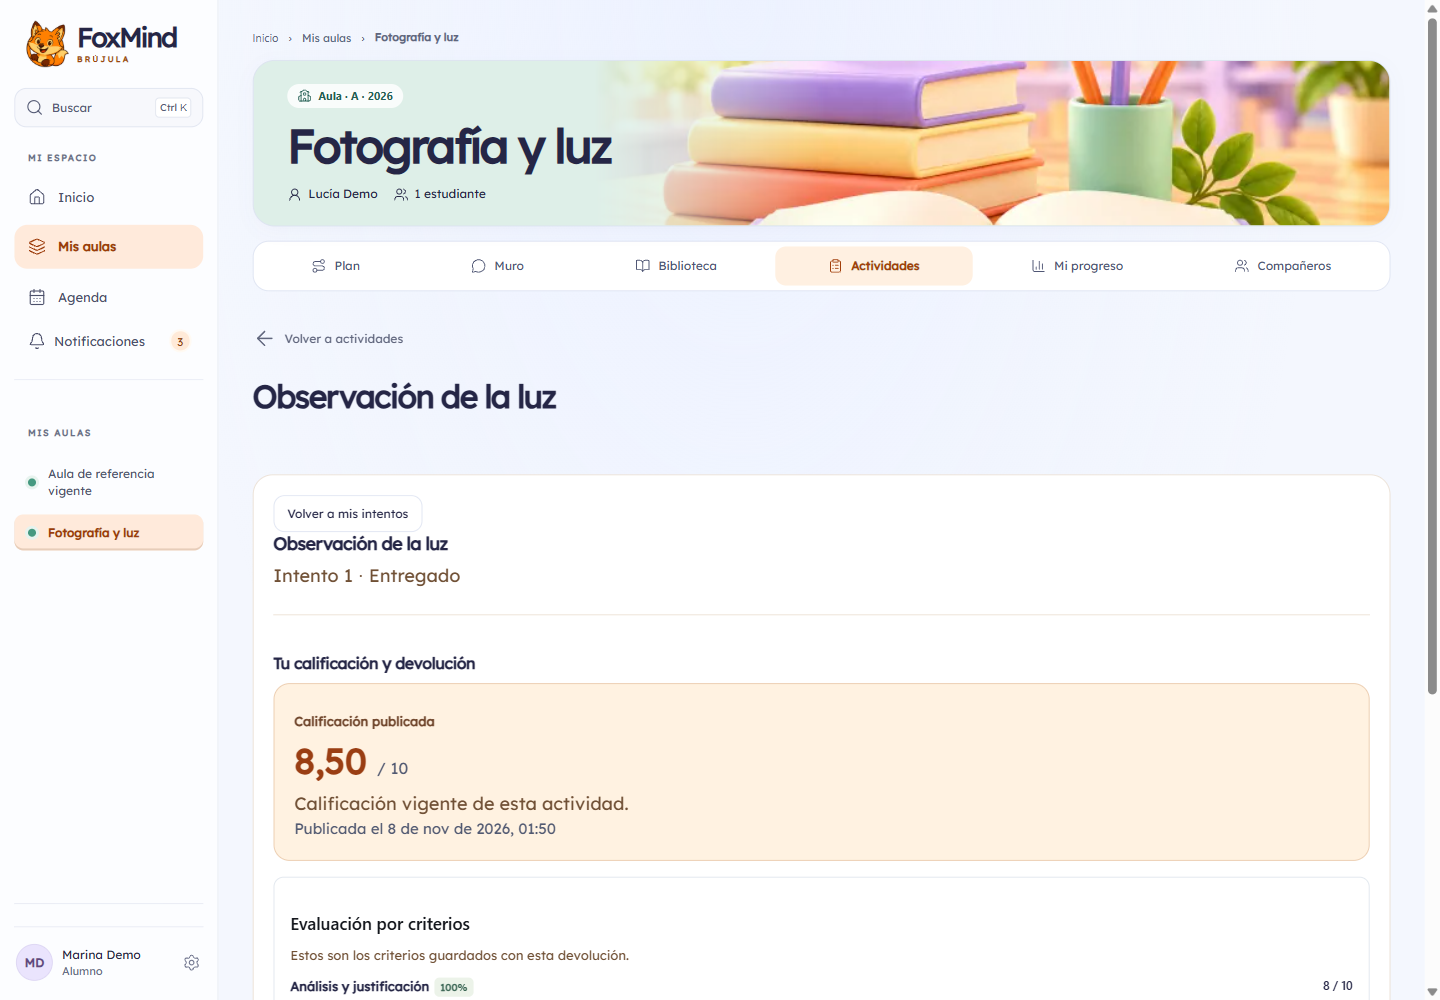 FoxMind
BRÚJULA
Buscar
Ctrl K
MI ESPACIO
Inicio
Mis aulas
Agenda
Notificaciones
3
MIS AULAS
Aula de referencia
vigente
Fotografía y luz
MD
Marina Demo
Alumno
Inicio › Mis aulas › Fotografía y luz
Aula · A · 2026
Fotografía y luz
Lucía Demo
1 estudiante
Plan
Muro
Biblioteca
Actividades
Mi progreso
Compañeros
Volver a actividades
Observación de la luz
Volver a mis intentos
Observación de la luz
Intento 1 · Entregado
Tu calificación y devolución
Calificación publicada
8,50 / 10
Calificación vigente de esta actividad.
Publicada el 8 de nov de 2026, 01:50
Evaluación por criterios
Estos son los criterios guardados con esta devolución.
Análisis y justificación 100% 8 / 10